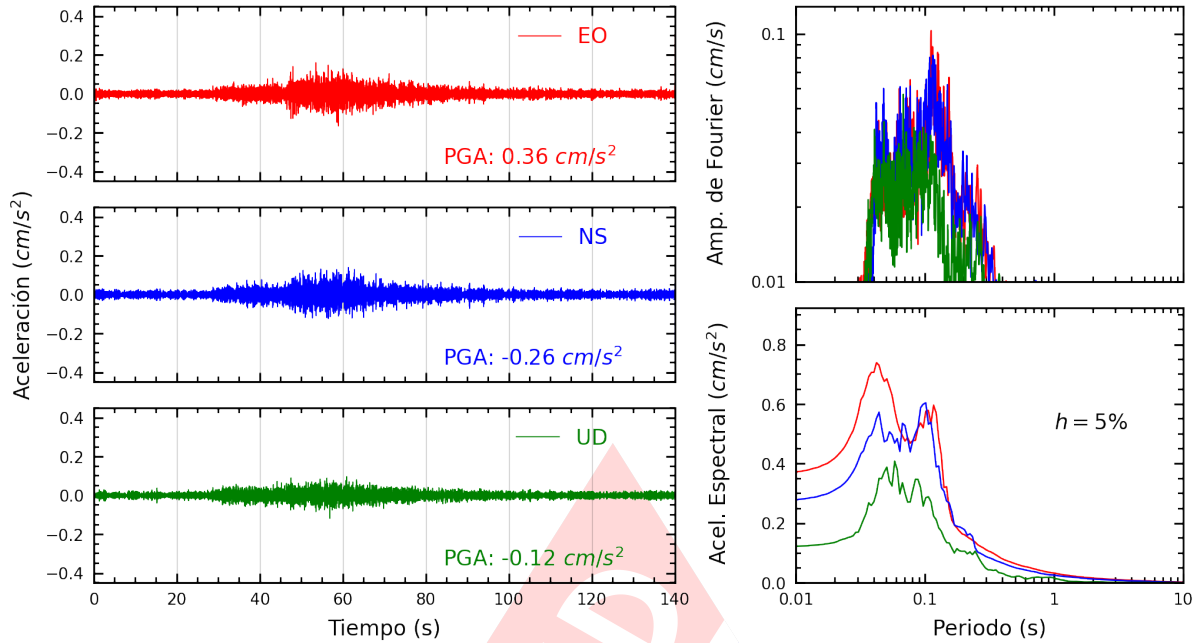 Aceleración (cm/s²)
0.4
0.2
0.0
−0.2
−0.4
EO
PGA: 0.36 cm/s²
0.4
0.2
0.0
−0.2
−0.4
NS
PGA: -0.26 cm/s²
0.4
0.2
0.0
−0.2
−0.4
UD
PGA: -0.12 cm/s²
0 20 40 60 80 100 120 140
Tiempo (s)
Amp. de Fourier (cm/s)
0.1
0.01
Acel. Espectral (cm/s²)
0.8
0.6
0.4
0.2
0.0
h = 5%
0.01 0.1 1 10
Periodo (s)